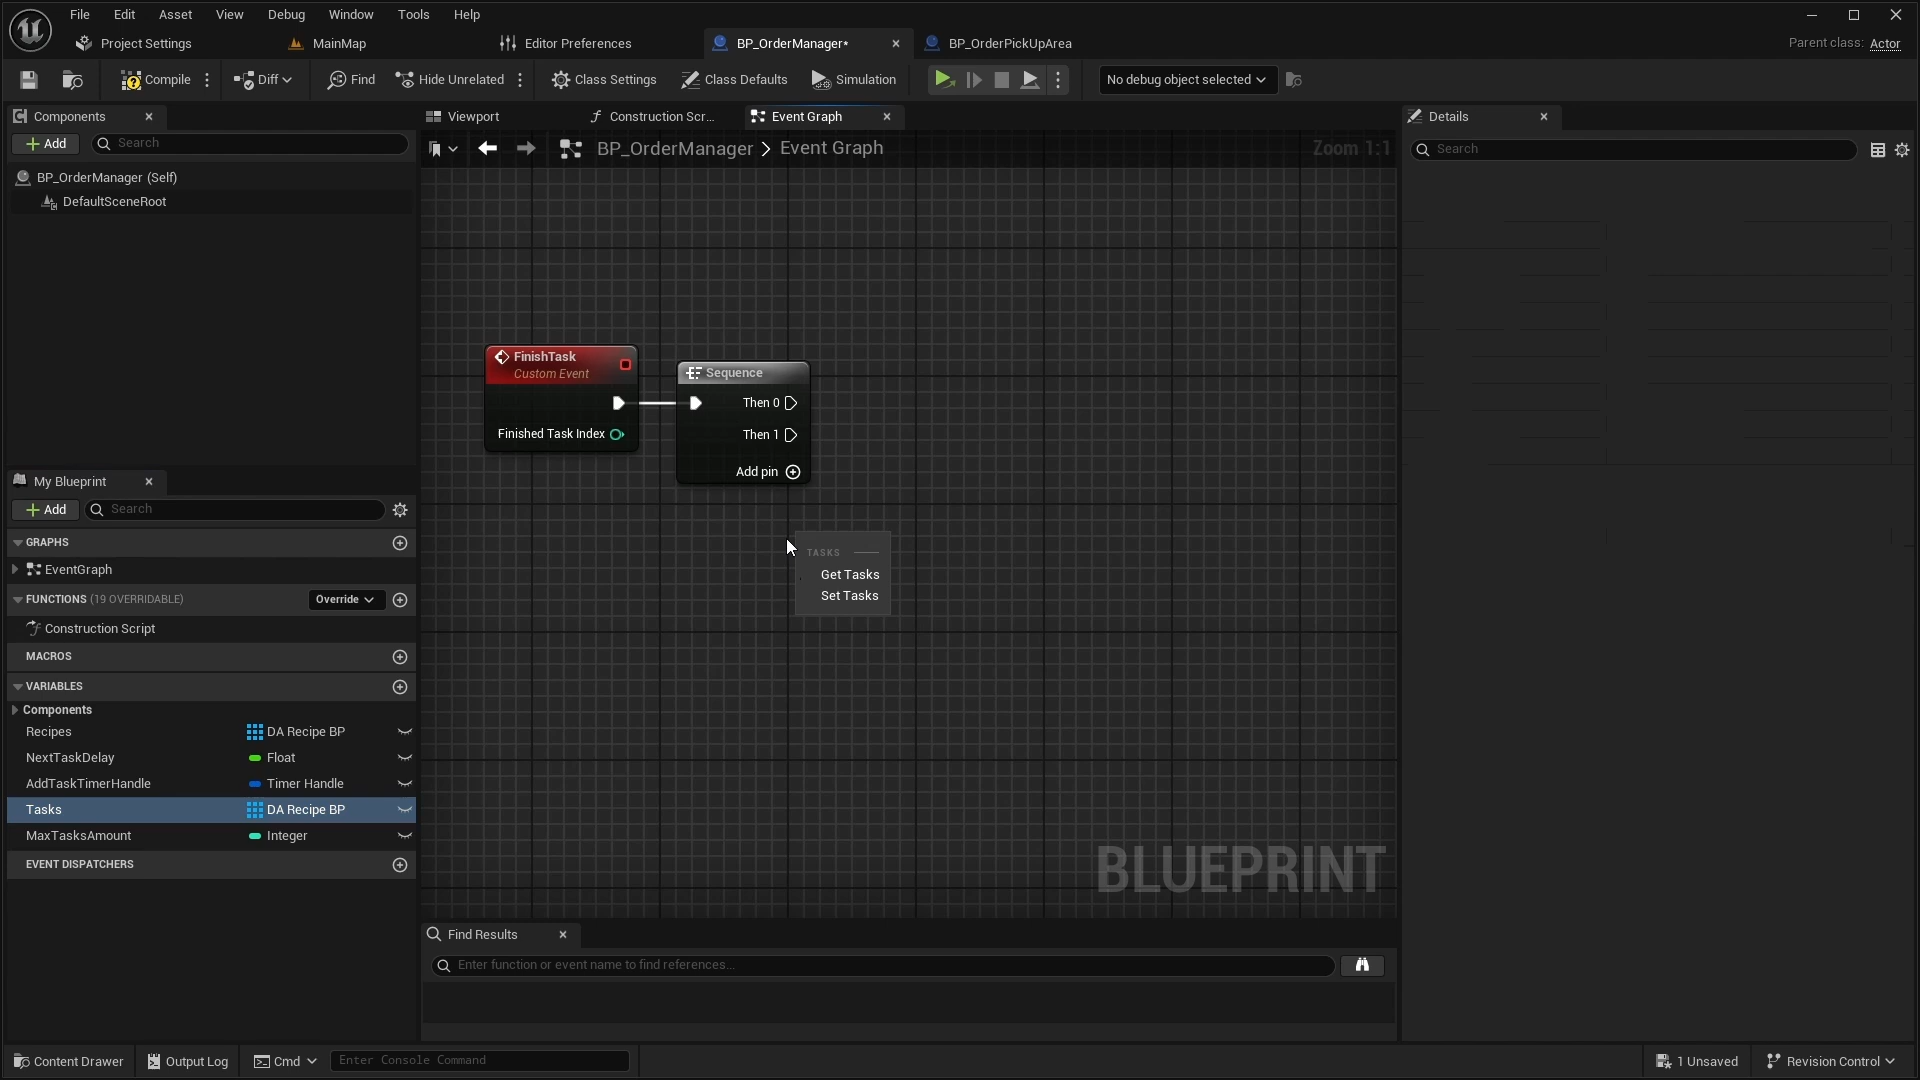 File Edit Asset View Debug Window Tools Help
Project Settings MainMap Editor Preferences BP_OrderManager* BP_OrderPickUpArea Parent class: Actor
Compile Diff Find Hide Unrelated Class Settings Class Defaults Simulation No debug object selected
Components Viewport Construction Scr... Event Graph Details
Add Search
BP_OrderManager > Event Graph Zoom 1:1 Search
BP_OrderManager (Self)
DefaultSceneRoot
FinishTask
Custom Event
Finished Task Index
Sequence
Then 0
Then 1
Add pin
TASKS
Get Tasks
Set Tasks
My Blueprint
Add Search
GRAPHS
EventGraph
FUNCTIONS (19 OVERRIDABLE) Override
Construction Script
MACROS
VARIABLES
Components
Recipes DA Recipe BP
NextTaskDelay Float
AddTaskTimerHandle Timer Handle
Tasks DA Recipe BP
MaxTasksAmount Integer
EVENT DISPATCHERS
BLUEPRINT
Find Results
Enter function or event name to find references...
Content Drawer Output Log Cmd Enter Console Command 1 Unsaved Revision Control